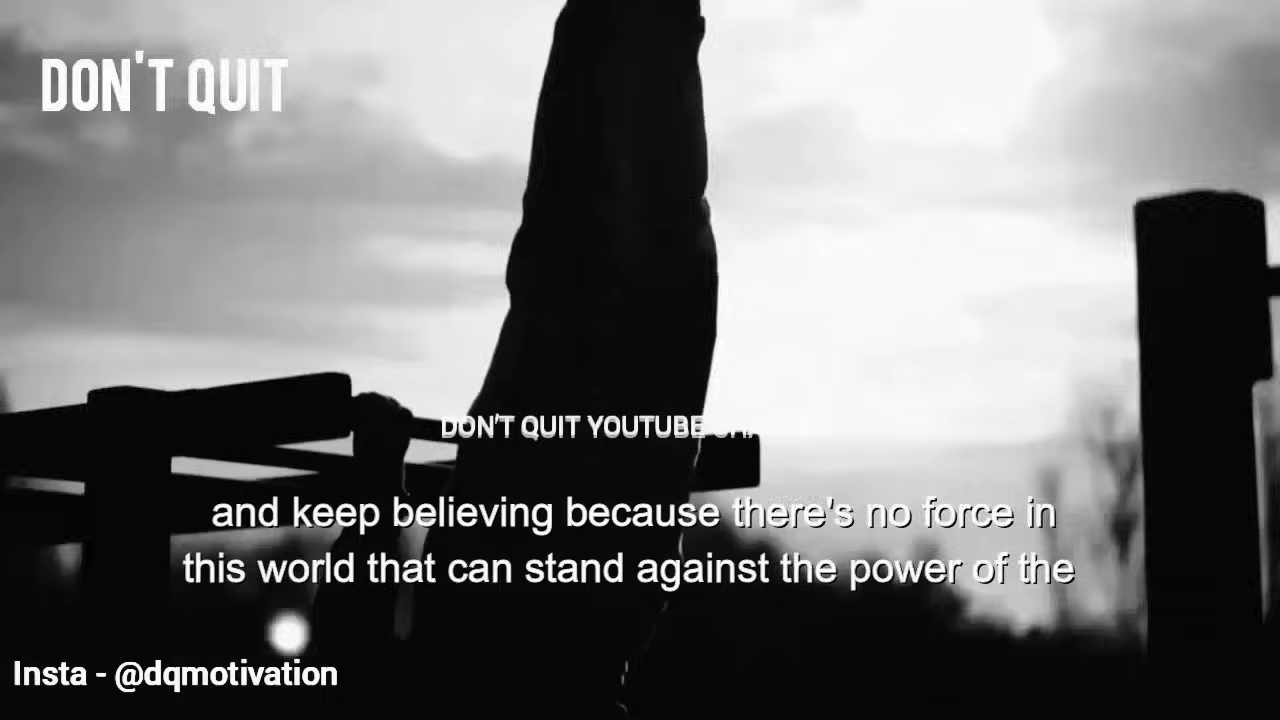 DON'T QUIT
DON'T QUIT YOUTUBE
and keep believing because there's no force in
this world that can stand against the power of the
Insta - @dqmotivation